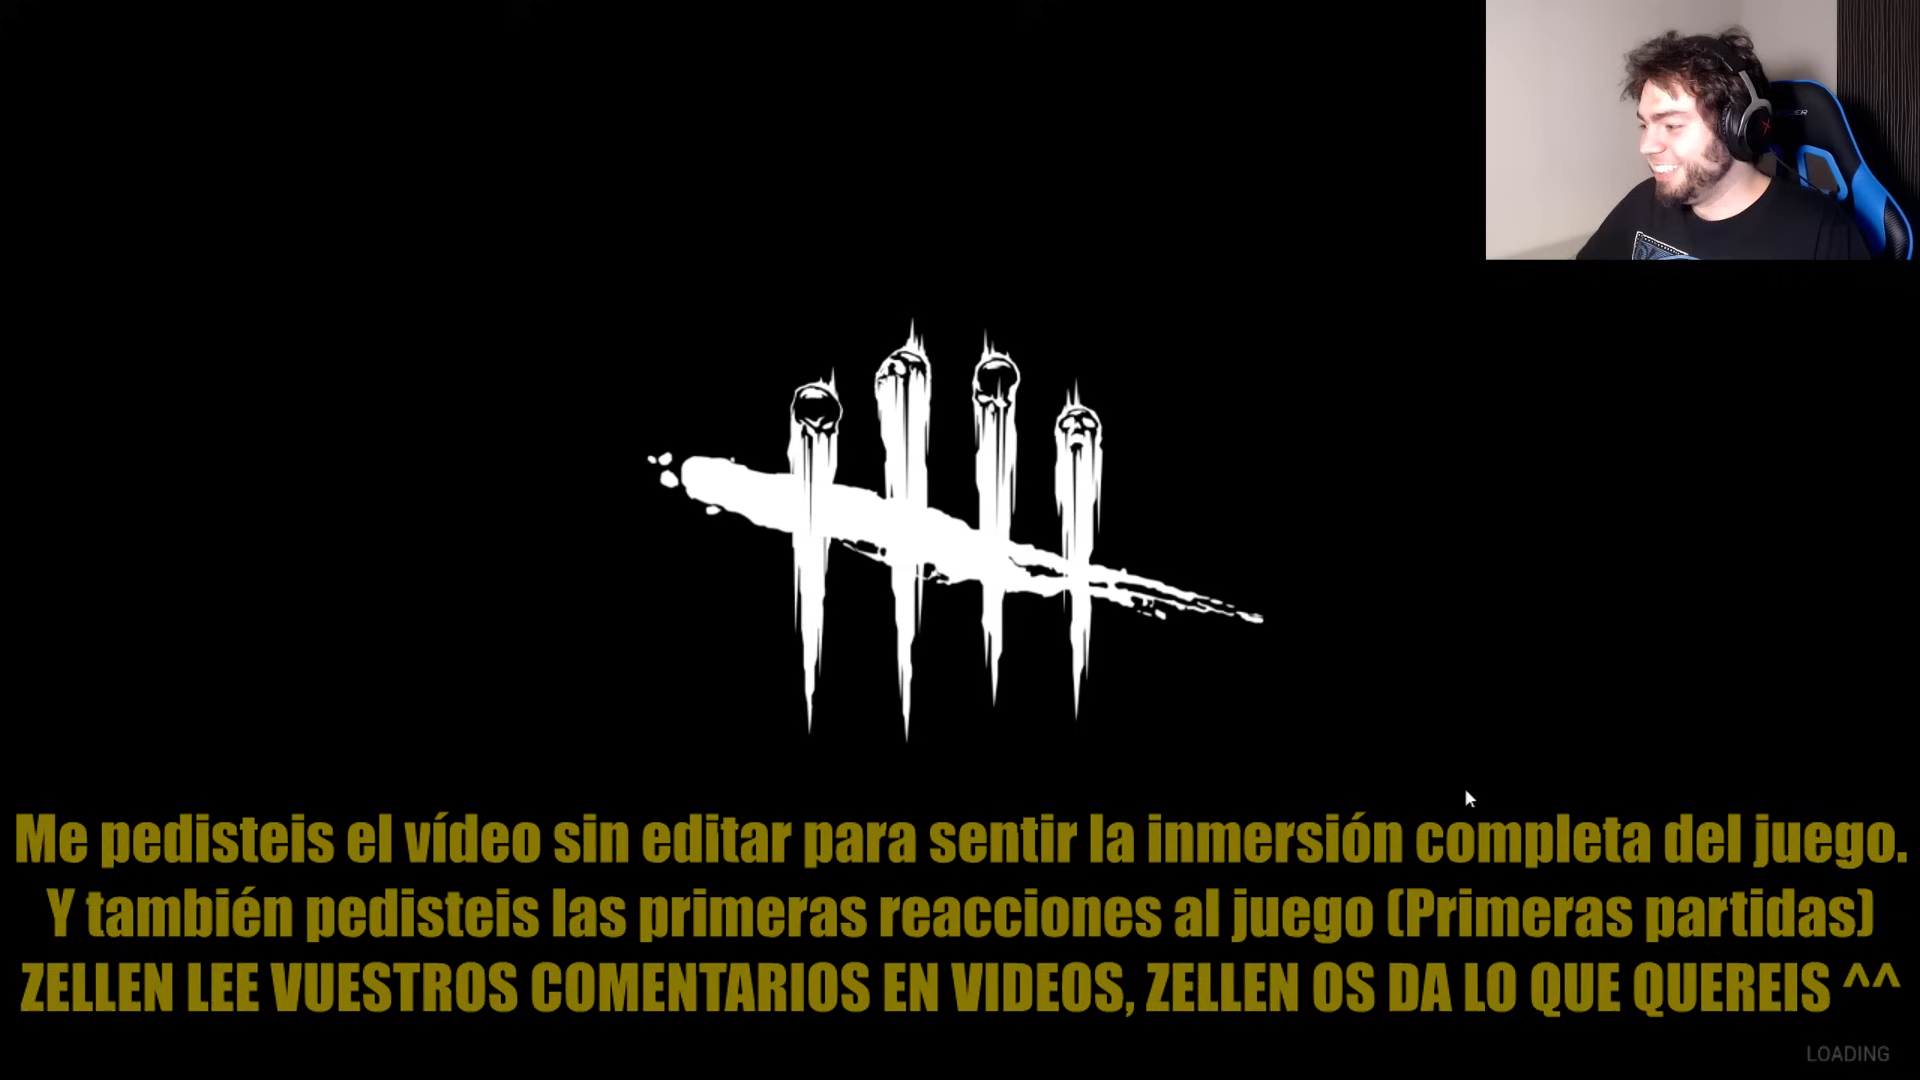 Me pedisteis el vídeo sin editar para sentir la inmersión completa del juego.
Y también pedisteis las primeras reacciones al juego (Primeras partidas)
ZELLEN LEE VUESTROS COMENTARIOS EN VIDEOS, ZELLEN OS DA LO QUE QUEREIS ^^
LOADING